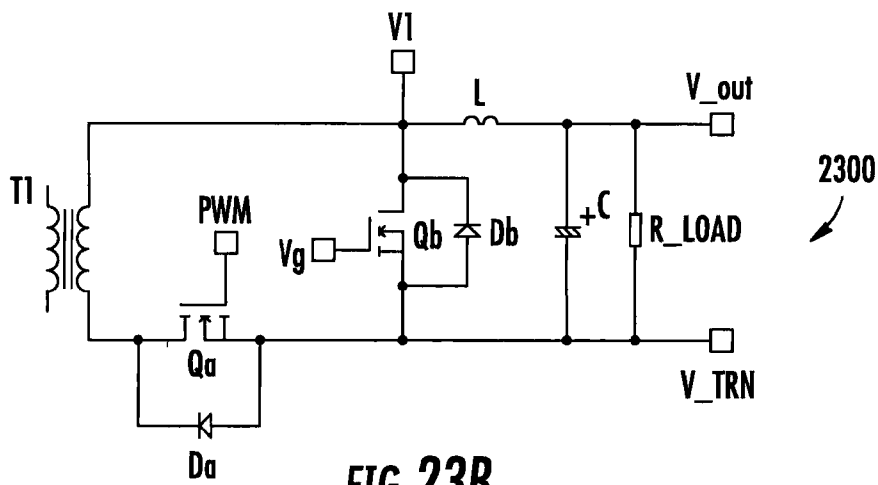 V1
L
V_out
T1
PWM
2300
Vg
Qb
Db
+
C
R_LOAD
Qa
V_TRN
Da
FIG. 23B